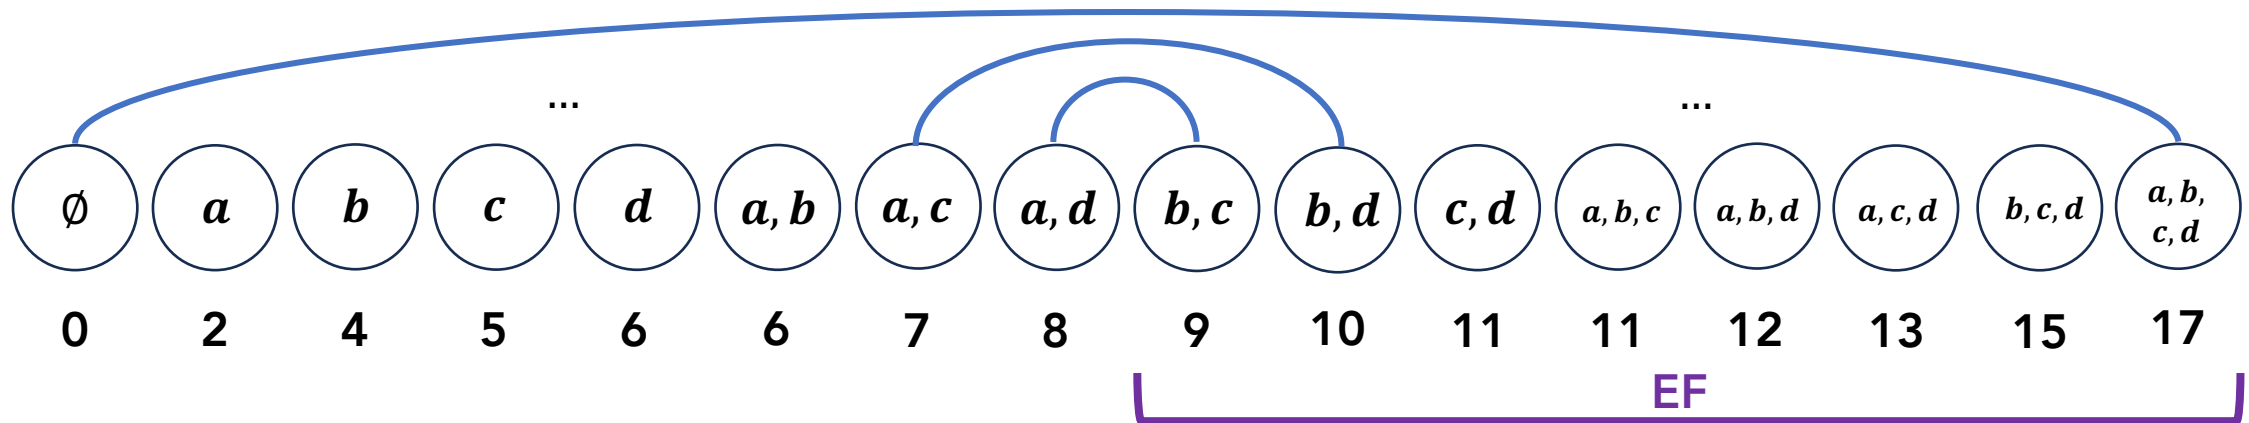 ... ...
∅ a b c d a, b a, c a, d b, c b, d c, d a, b, c a, b, d a, c, d b, c, d a, b,
c, d
0 2 4 5 6 6 7 8 9 10 11 11 12 13 15 17
EF